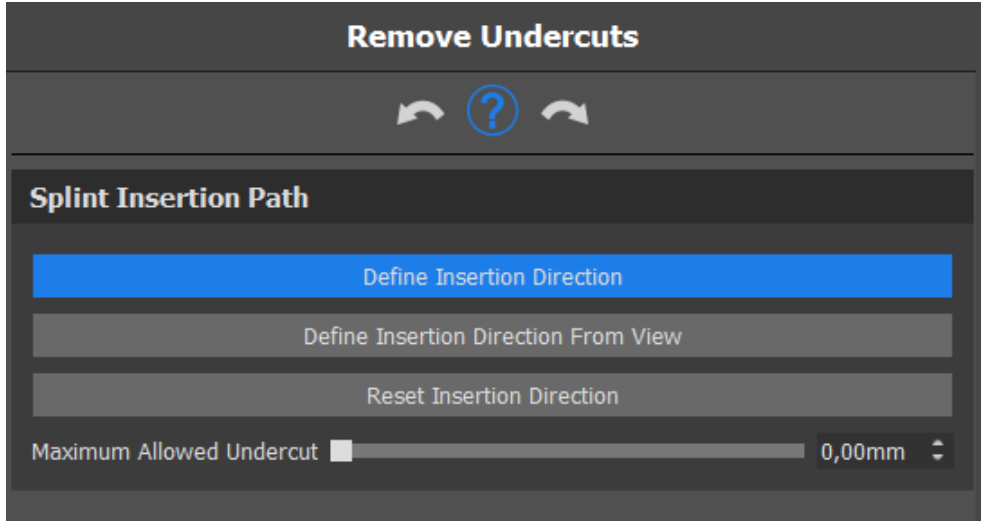 Remove Undercuts
?
Splint Insertion Path
Define Insertion Direction
Define Insertion Direction From View
Reset Insertion Direction
Maximum Allowed Undercut 0,00mm